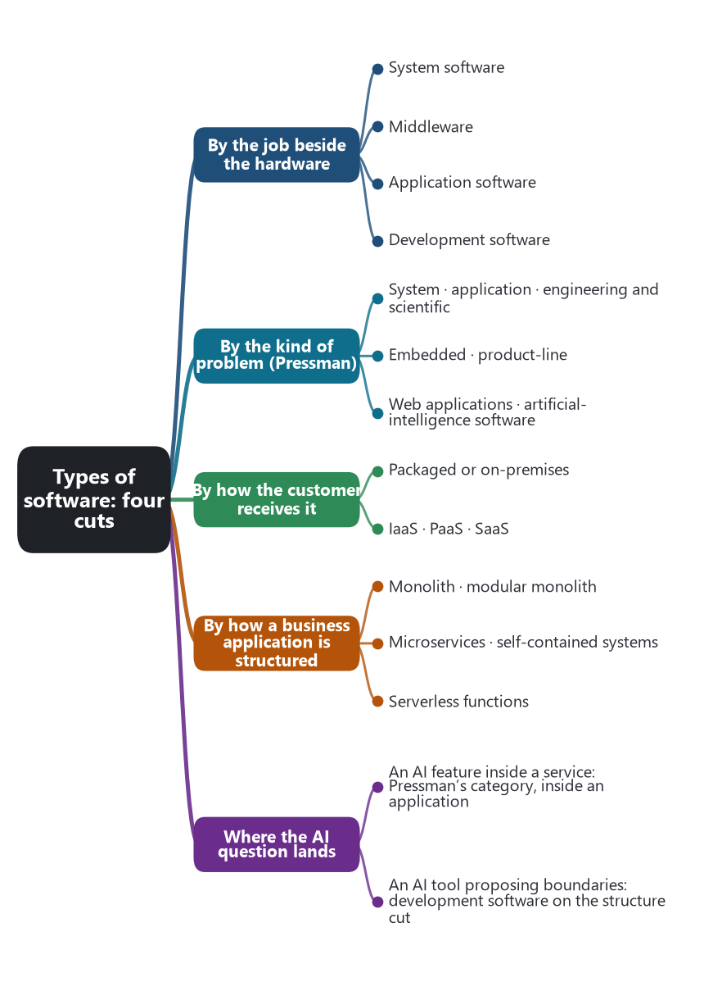 Types of
software: four
cuts
By the job beside
the hardware
System software
Middleware
Application software
Development software
By the kind of
problem (Pressman)
System · application · engineering and
scientific
Embedded · product-line
Web applications · artificial-
intelligence software
By how the customer
receives it
Packaged or on-premises
IaaS · PaaS · SaaS
By how a business
application is
structured
Monolith · modular monolith
Microservices · self-contained systems
Serverless functions
Where the AI
question lands
An AI feature inside a service:
Pressman’s category, inside an
application
An AI tool proposing boundaries:
development software on the structure
cut